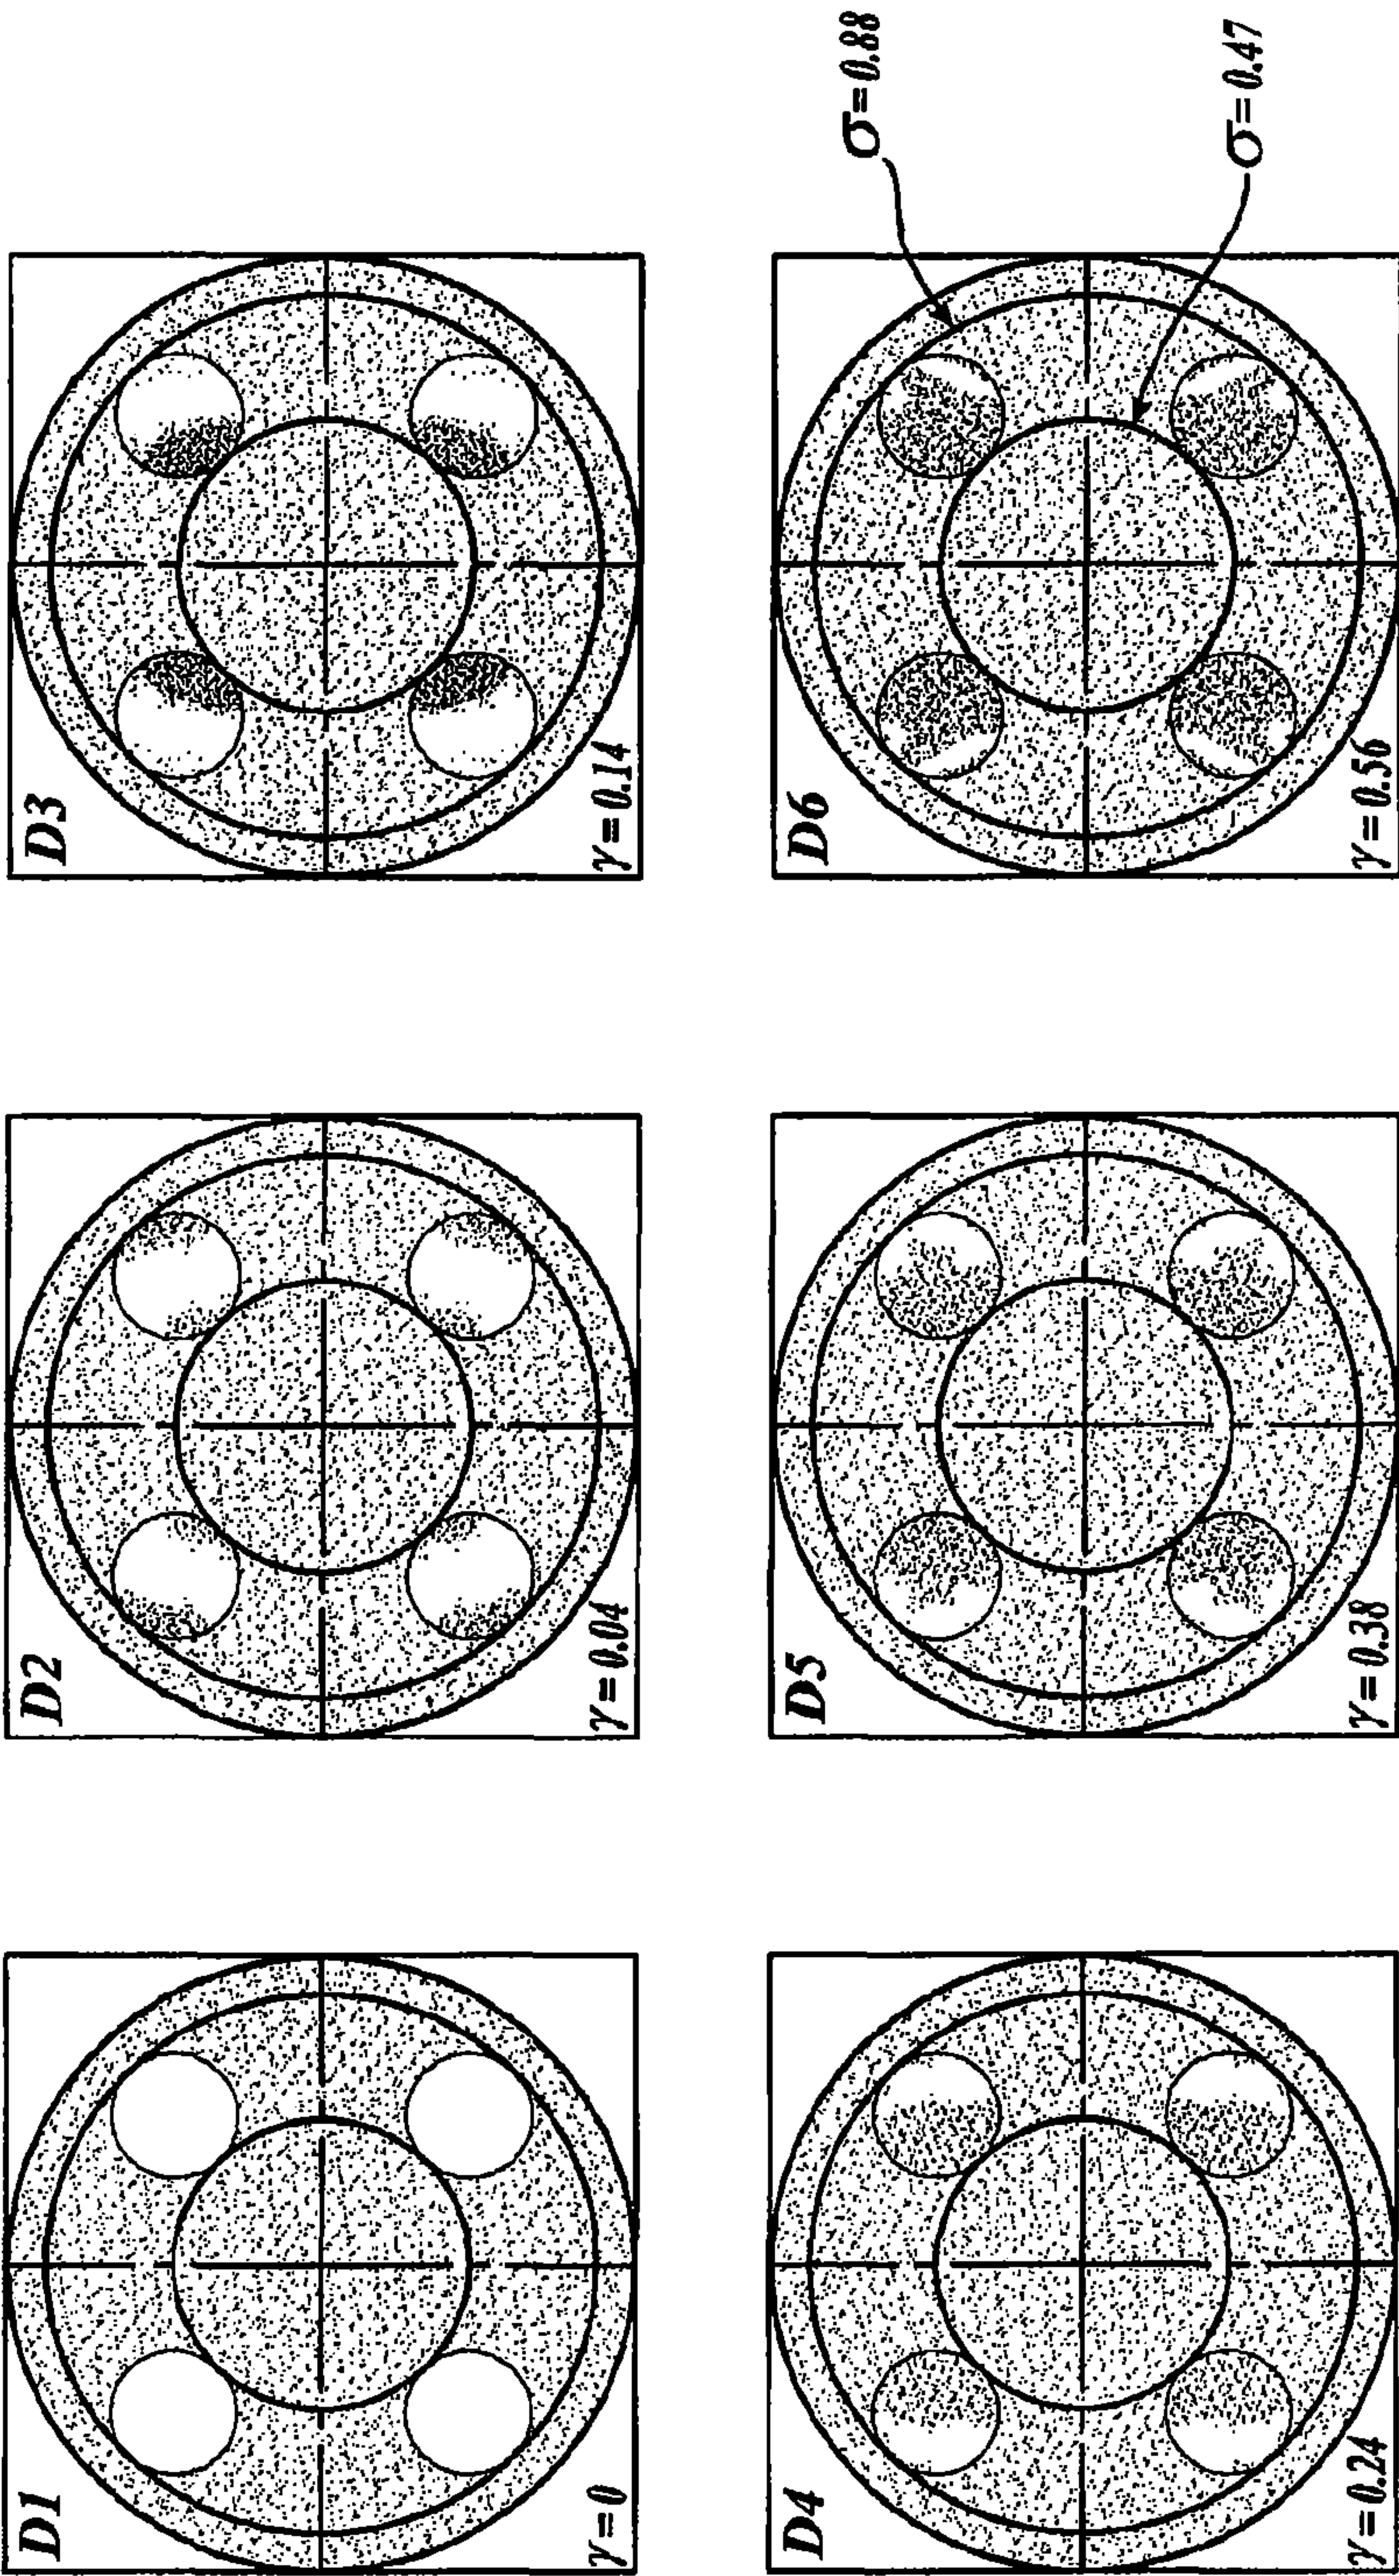 D1
γ = 0
D2
γ = 0.04
D3
γ = 0.14
D4
γ = 0.24
D5
γ = 0.38
D6
γ = 0.56
σ = 0.88
σ = 0.47